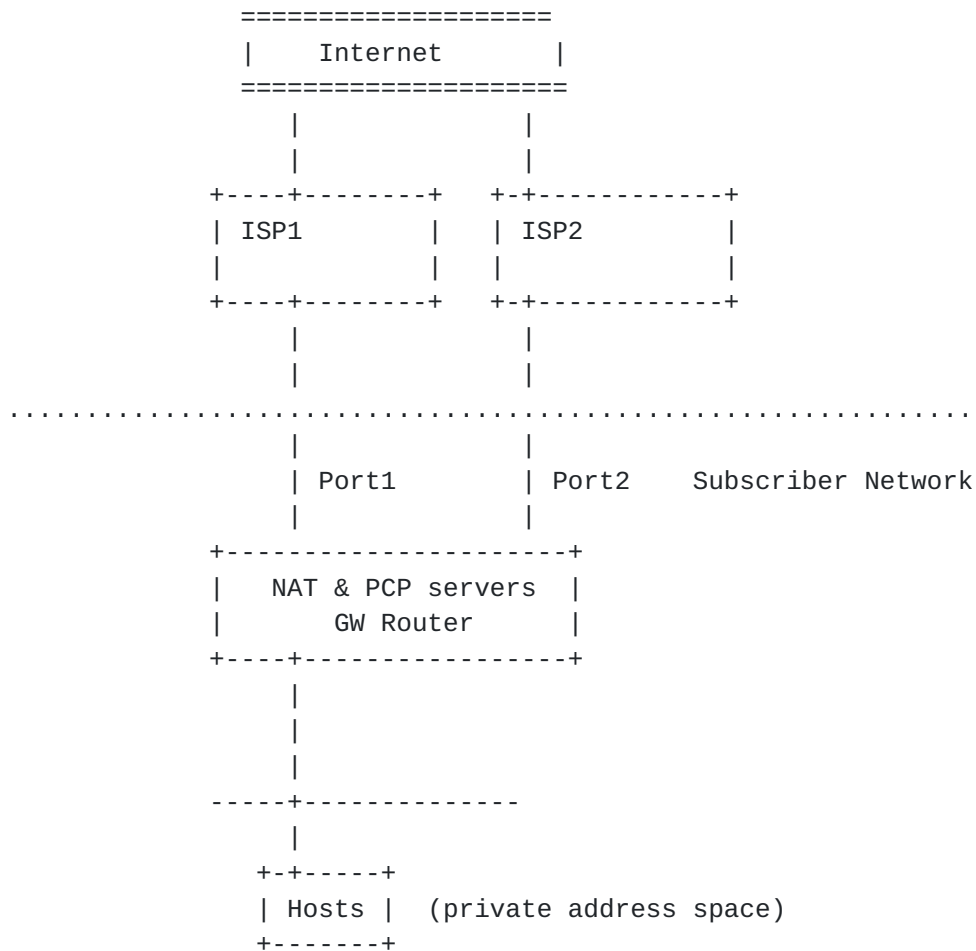 Internet
ISP1 ISP2
Port1 Port2 Subscriber Network
NAT & PCP servers
GW Router
Hosts (private address space)